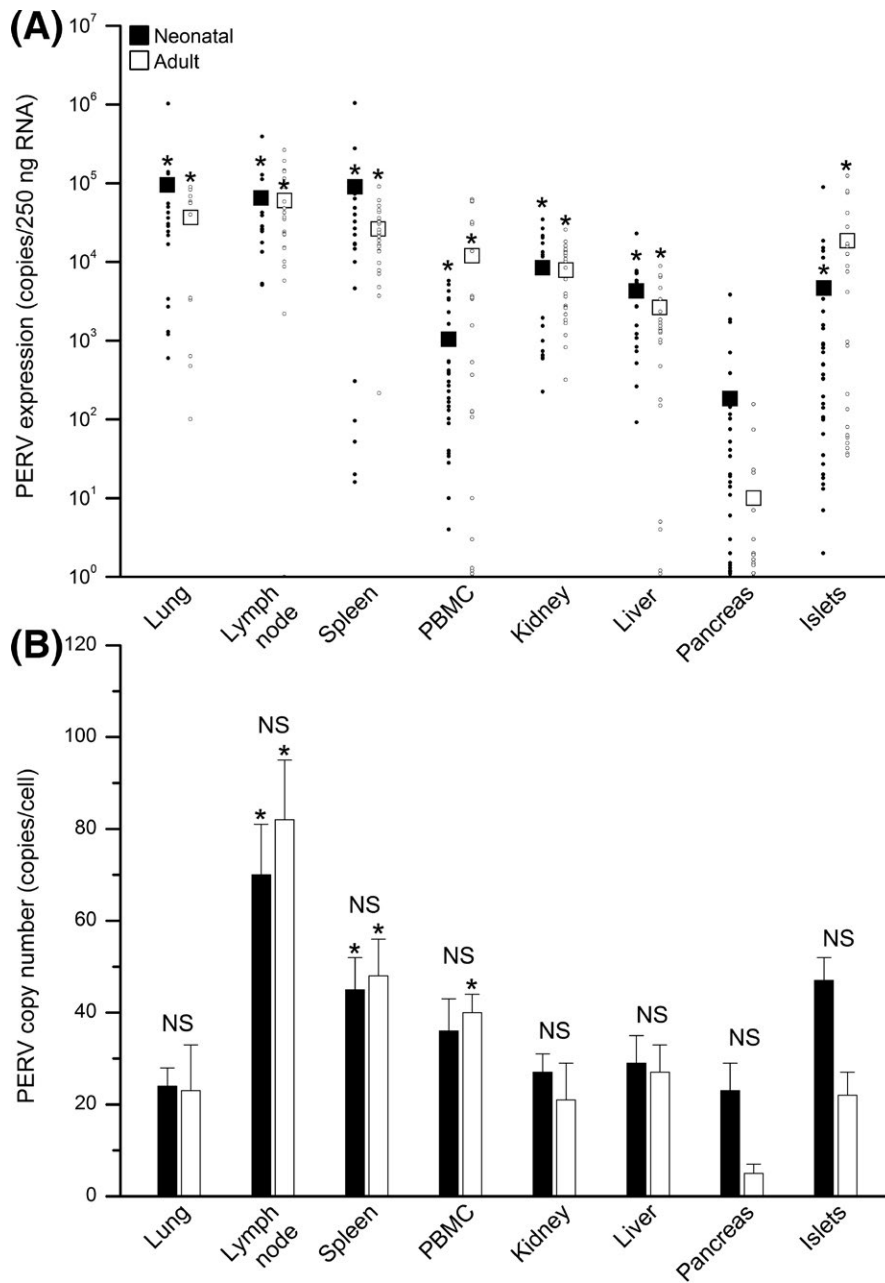 (A)
Neonatal
Adult
PERV expression (copies/250 ng RNA)
10⁷
10⁶
10⁵
10⁴
10³
10²
10¹
10⁰
* * * * * * * * * * * * * *
Lung
Lymph
node
Spleen
PBMC
Kidney
Liver
Pancreas
Islets
(B)
PERV copy number (copies/cell)
120
100
80
60
40
20
0
NS
NS
* *
NS
* *
NS
*
NS
NS
NS
NS
Lung
Lymph
node
Spleen
PBMC
Kidney
Liver
Pancreas
Islets